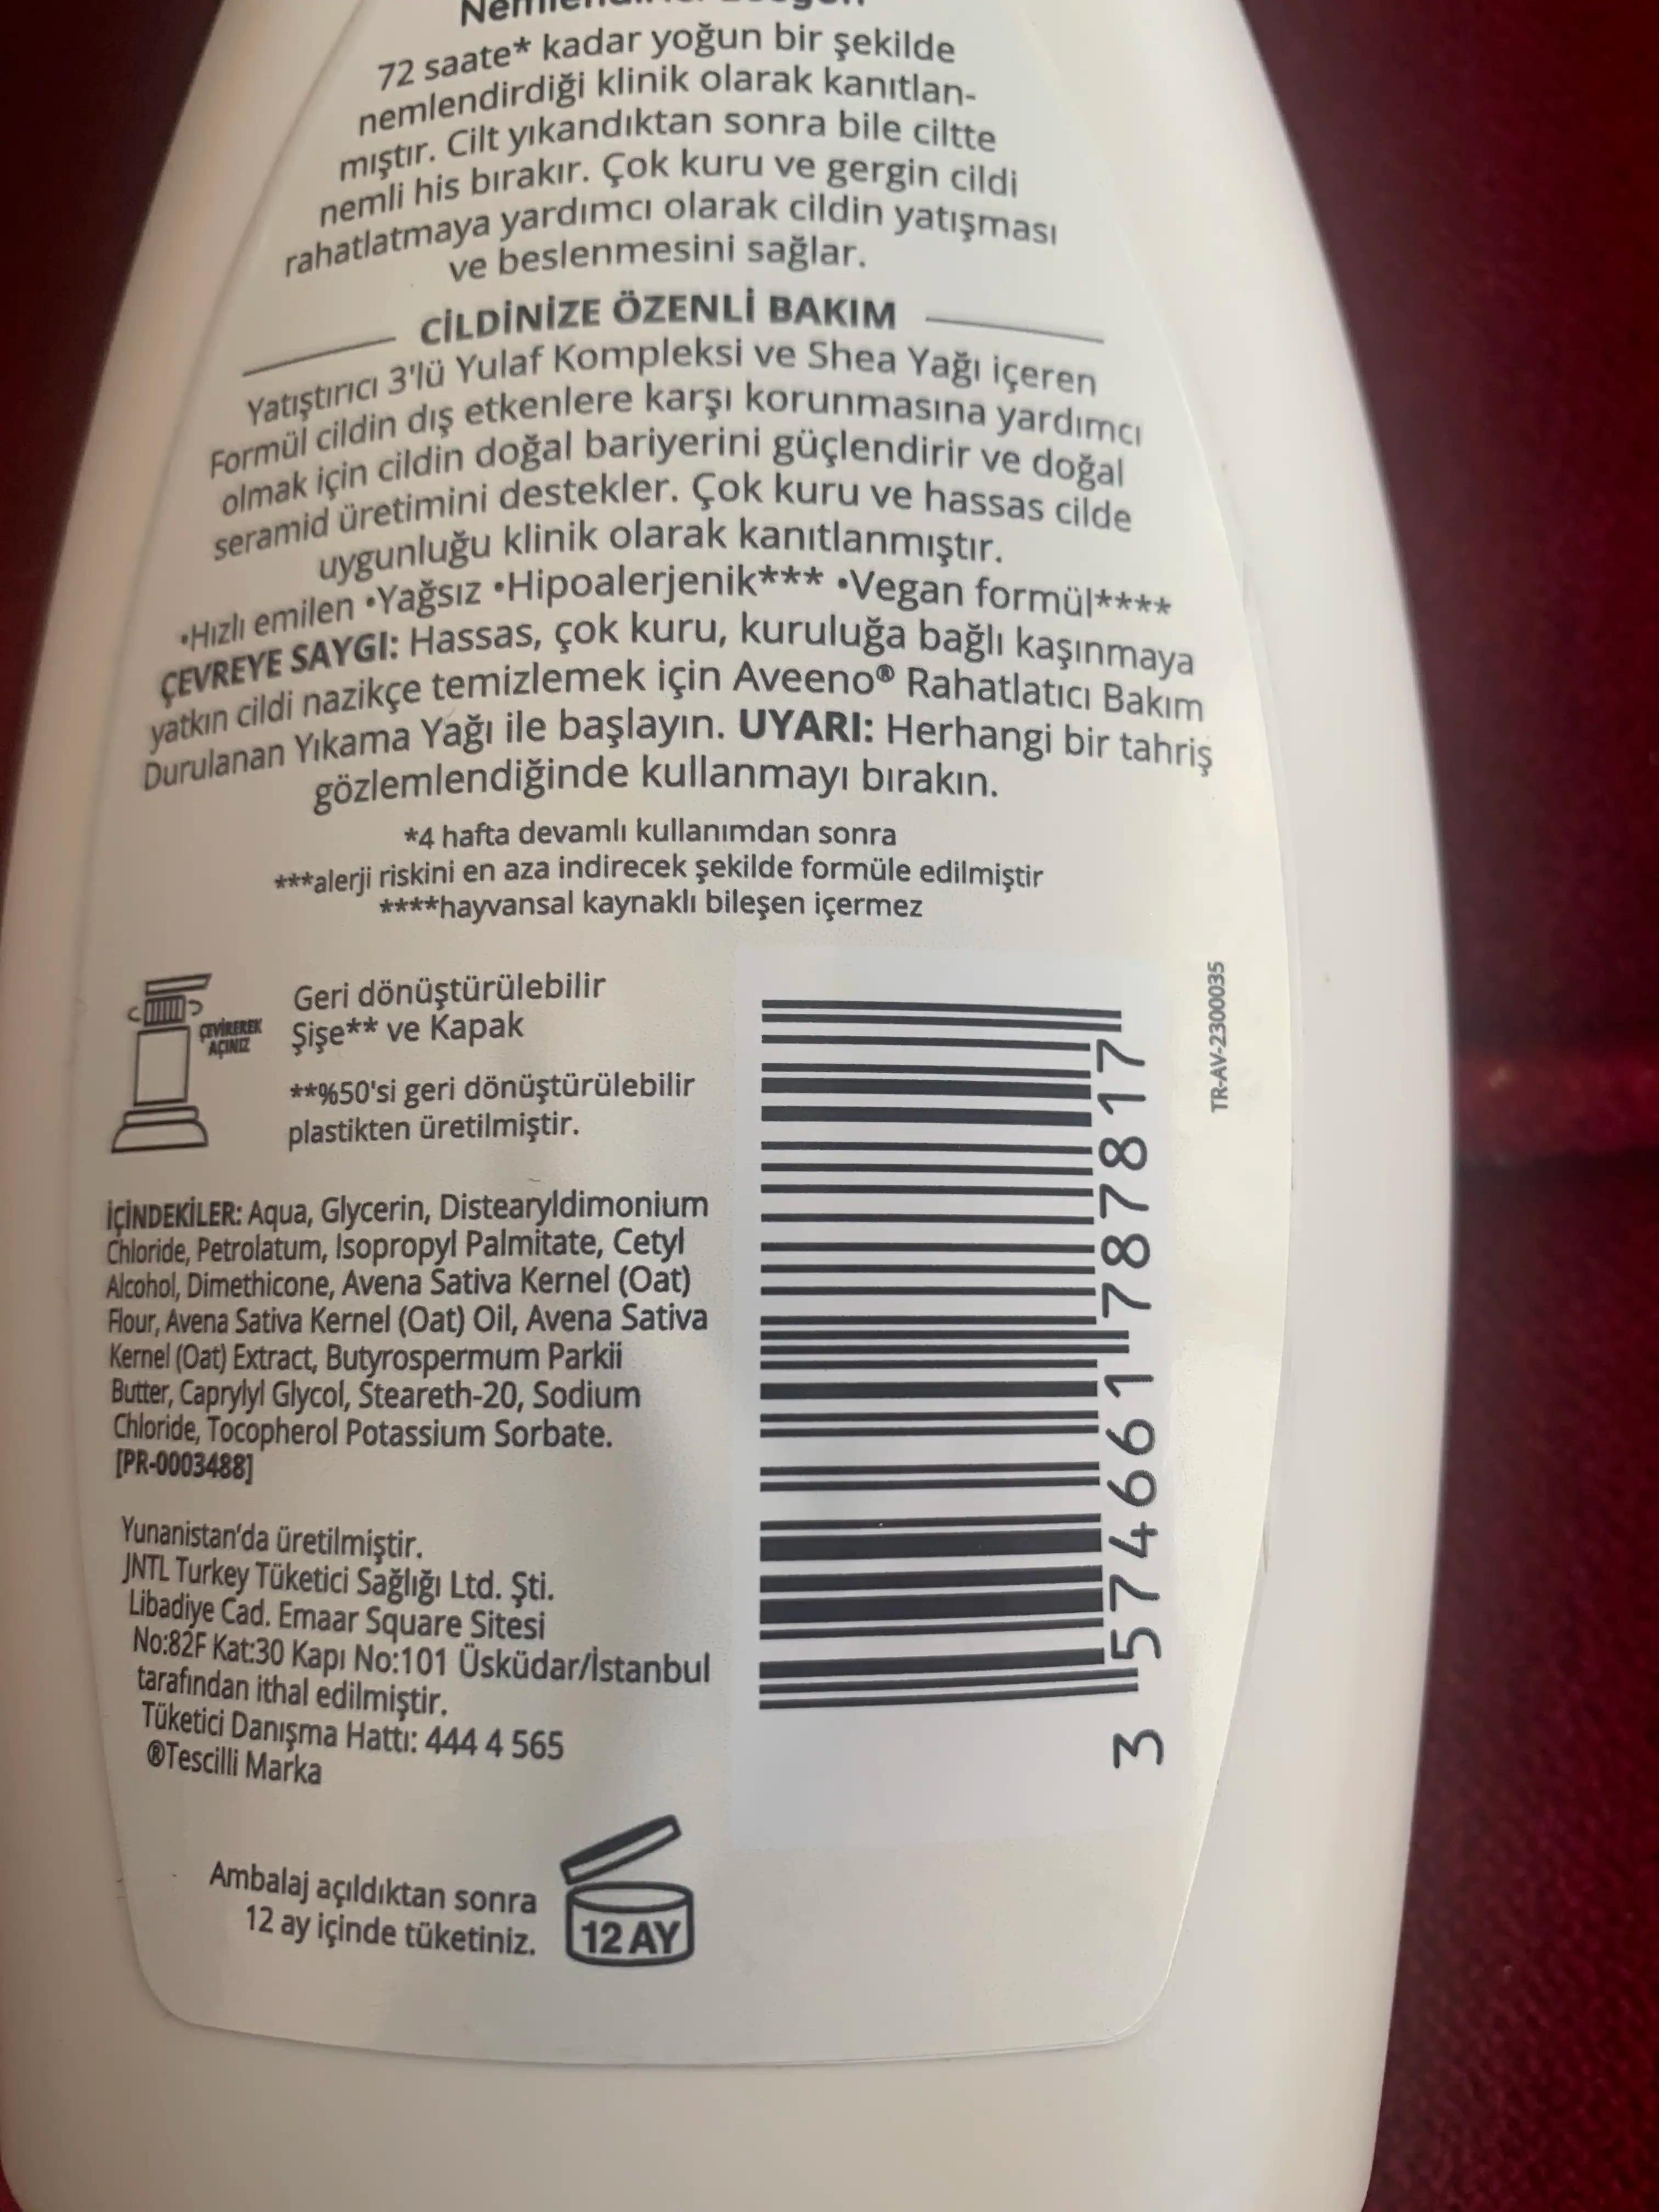 72 saate* kadar yoğun bir şekilde
nemlendirdiği klinik olarak kanıtlan-
mıştır. Cilt yıkandıktan sonra bile ciltte
nemli his bırakır. Çok kuru ve gergin cildi
rahatlatmaya yardımcı olarak cildin yatışması
ve beslenmesini sağlar.
CİLDİNİZE ÖZENLİ BAKIM
Yatıştırıcı 3'lü Yulaf Kompleksi ve Shea Yağı içeren
Formül cildin dış etkenlere karşı korunmasına yardımcı
olmak için cildin doğal bariyerini güçlendirir ve doğal
seramid üretimini destekler. Çok kuru ve hassas cilde
uygunluğu klinik olarak kanıtlanmıştır.
•Hızlı emilen •Yağsız •Hipoalerjenik*** •Vegan formül****
ÇEVREYE SAYGI: Hassas, çok kuru, kuruluğa bağlı kaşınmaya
yatkın cildi nazikçe temizlemek için Aveeno® Rahatlatıcı Bakım
Durulanan Yıkama Yağı ile başlayın. UYARI: Herhangi bir tahriş
gözlemlendiğinde kullanmayı bırakın.
*4 hafta devamlı kullanımdan sonra
***alerji riskini en aza indirecek şekilde formüle edilmiştir
****hayvansal kaynaklı bileşen içermez
ÇEVİREREK
AÇINIZ
Geri dönüştürülebilir
Şişe** ve Kapak
**%50'si geri dönüştürülebilir
plastikten üretilmiştir.
İÇİNDEKİLER: Aqua, Glycerin, Distearyldimonium
Chloride, Petrolatum, Isopropyl Palmitate, Cetyl
Alcohol, Dimethicone, Avena Sativa Kernel (Oat)
Flour, Avena Sativa Kernel (Oat) Oil, Avena Sativa
Kernel (Oat) Extract, Butyrospermum Parkii
Butter, Caprylyl Glycol, Steareth-20, Sodium
Chloride, Tocopherol Potassium Sorbate.
[PR-0003488]
Yunanistan'da üretilmiştir.
JNTL Turkey Tüketici Sağlığı Ltd. Şti.
Libadiye Cad. Emaar Square Sitesi
No:82F Kat:30 Kapı No:101 Üsküdar/İstanbul
tarafından ithal edilmiştir.
Tüketici Danışma Hattı: 444 4 565
®Tescilli Marka
Ambalaj açıldıktan sonra
12 ay içinde tüketiniz.
12 AY
3 574661 787817
TR-AV-2300035